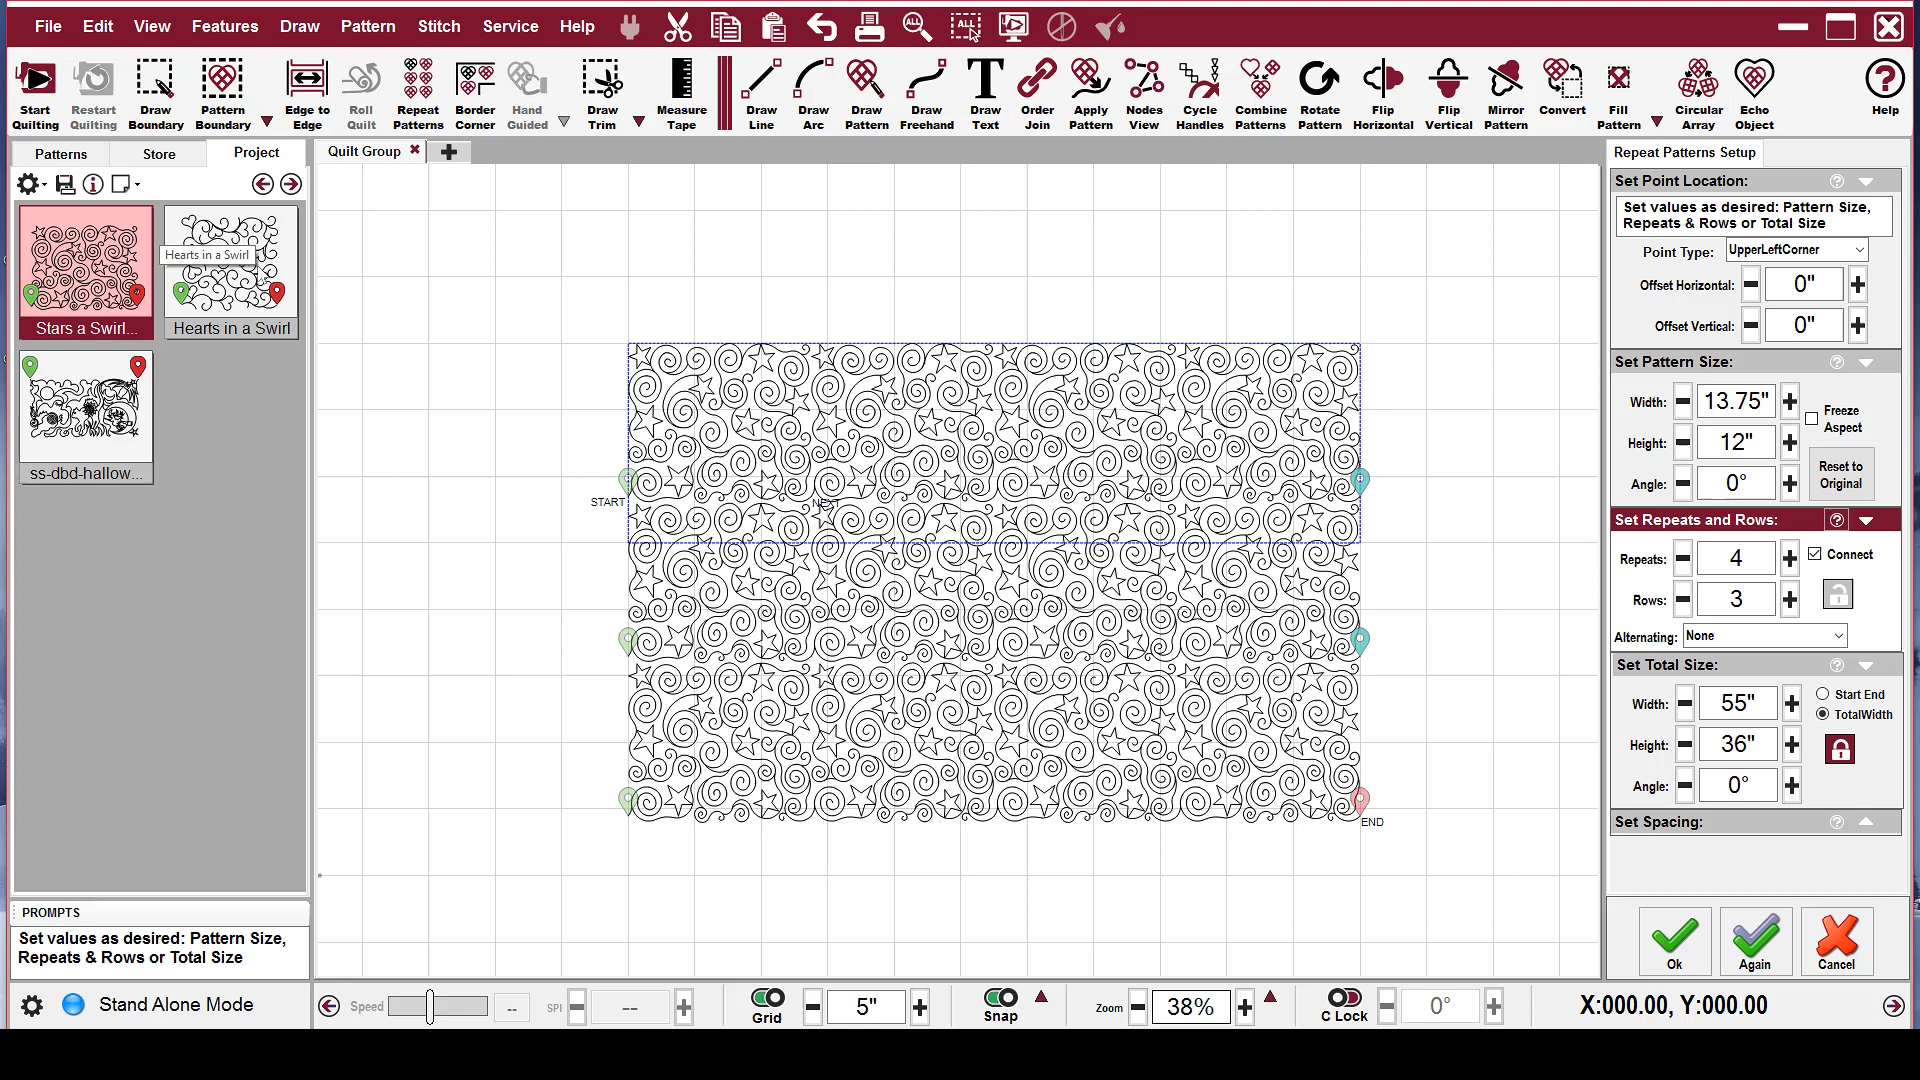 File Edit View Features Draw Pattern Stitch Service Help
ALL ALL
Start Quilting
Restart Quilting
Draw Boundary
Pattern Boundary
Edge to Edge
Roll Quilt
Repeat Patterns
Border Corner
Hand Guided
Draw Trim
Measure Tape
Draw Line
Draw Arc
Draw Pattern
Draw Freehand
Draw Text
Order Join
Apply Pattern
Nodes View
Cycle Handles
Combine Patterns
Rotate Pattern
Flip Horizontal
Flip Vertical
Mirror Pattern
Convert
Fill Pattern
Circular Array
Echo Object
Help
Patterns Store Project
Quilt Group
Hearts in a Swirl
Stars a Swirl...
Hearts in a Swirl
ss-dbd-hallow...
START
NEXT
END
Repeat Patterns Setup
Set Point Location:
Set values as desired: Pattern Size,
Repeats & Rows or Total Size
Point Type: UpperLeftCorner
Offset Horizontal: 0"
Offset Vertical: 0"
Set Pattern Size:
Width: 13.75"
Freeze Aspect
Height: 12"
Angle: 0°
Reset to Original
Set Repeats and Rows:
Repeats: 4 Connect
Rows: 3
Alternating: None
Set Total Size:
Width: 55" Start End
TotalWidth
Height: 36"
Angle: 0°
Set Spacing:
Ok Again Cancel
PROMPTS
Set values as desired: Pattern Size,
Repeats & Rows or Total Size
Stand Alone Mode
Speed -- SPI -- Grid 5" Snap Zoom 38% C Lock 0° X:000.00, Y:000.00